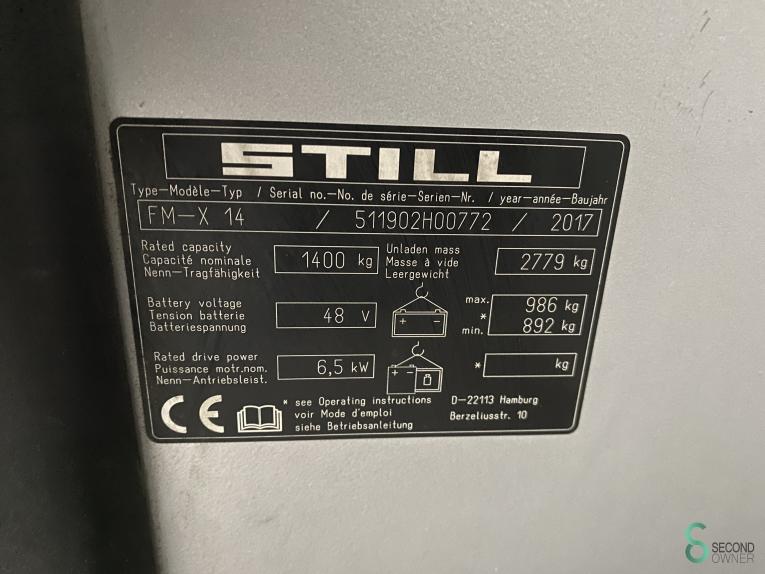 STILL
Type-Modèle-Typ / Serial no.-No. de série-Serien-Nr. / year-année-Baujahr
FM-X 14 / 511902H00772 / 2017
Rated capacity
Capacité nominale
Nenn-Tragfähigkeit
1400 kg
Unladen mass
Masse à vide
Leergewicht
2779 kg
Battery voltage
Tension batterie
Batteriespannung
48 V
+ -
max. 986 kg
*
min. 892 kg
Rated drive power
Puissance motr.nom.
Nenn-Antriebsleist.
6,5 kW
+ -
* kg
CE
* see Operating instructions
voir Mode d'emploi
siehe Betriebsanleitung
D-22113 Hamburg
Berzeliusstr. 10
SECOND
OWNER